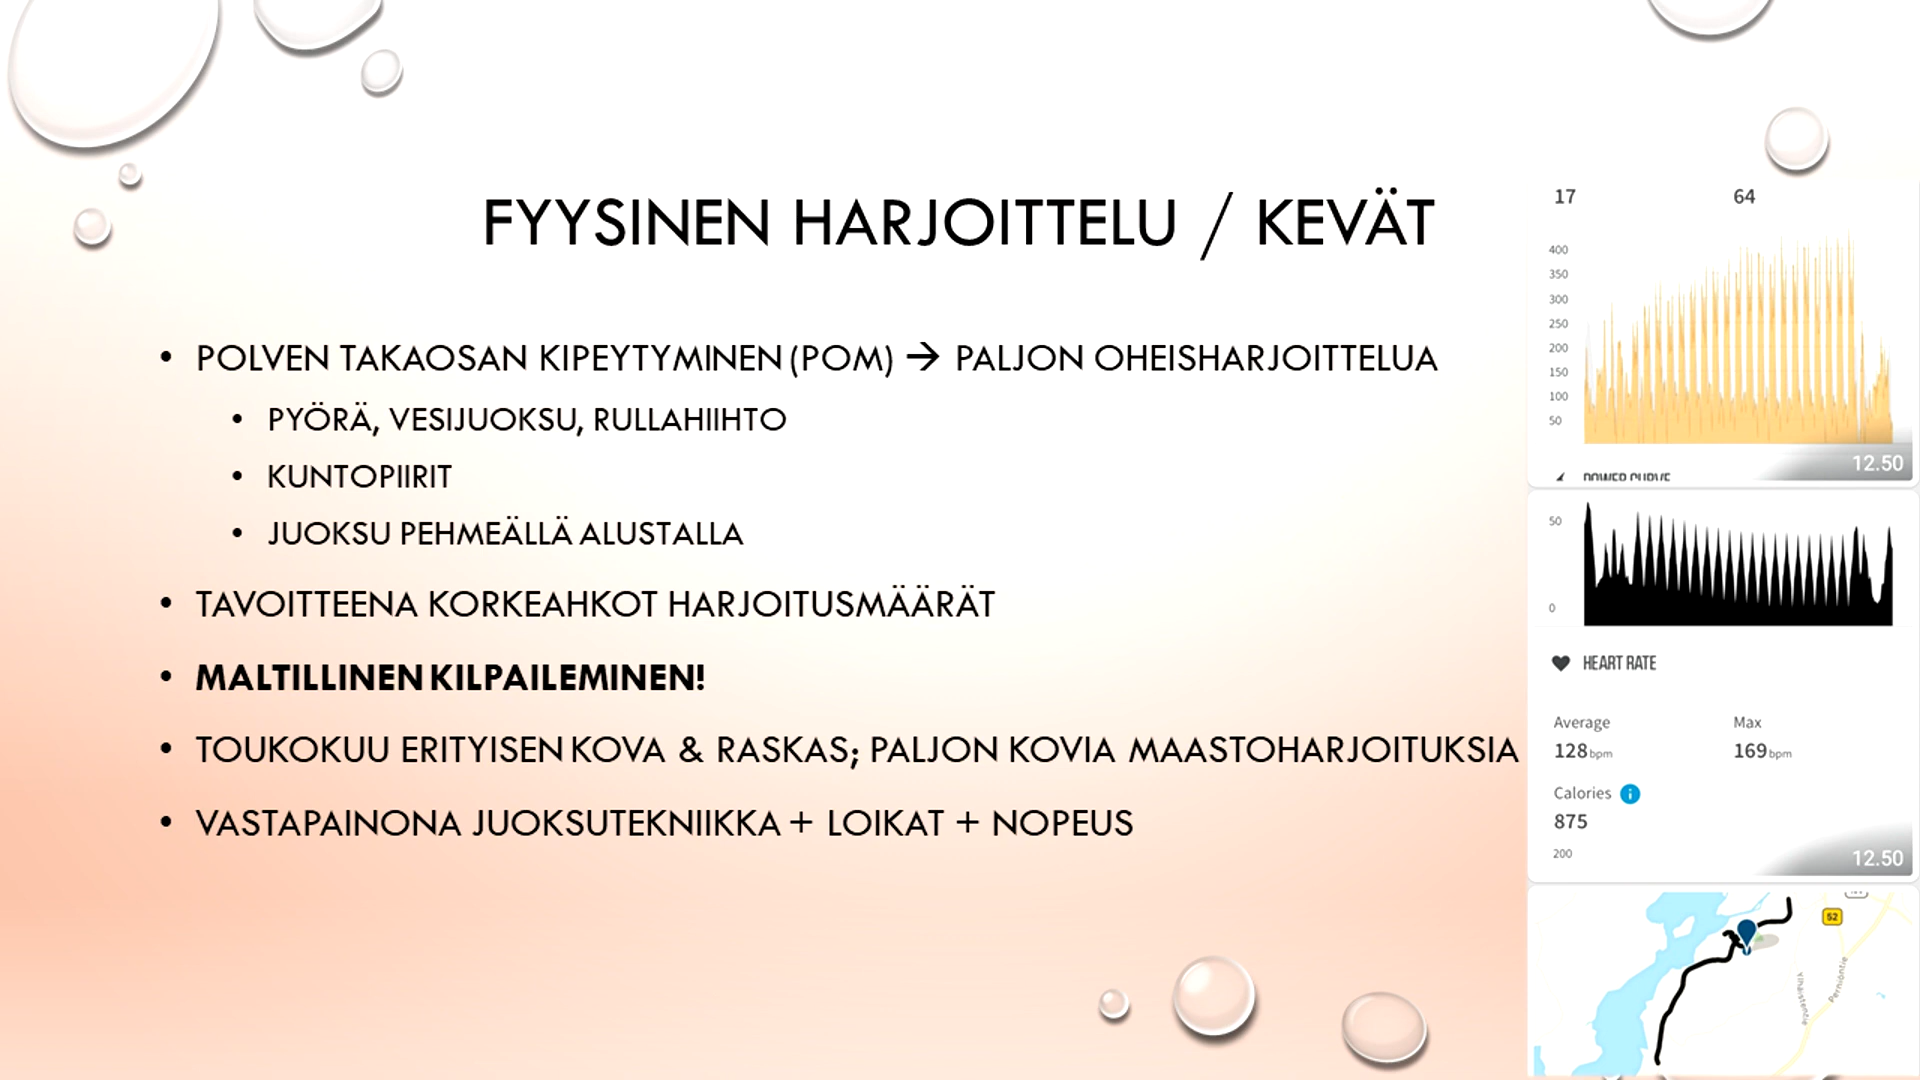 FYYSINEN HARJOITTELU / KEVÄT
• POLVEN TAKAOSAN KIPEYTYMINEN (POM) → PALJON OHEISHARJOITTELUA
• PYÖRÄ, VESIJUOKSU, RULLAHIIHTO
• KUNTOPIIRIT
• JUOKSU PEHMEÄLLÄ ALUSTALLA
• TAVOITTEENA KORKEAHKOT HARJOITUSMÄÄRÄT
• MALTILLINEN KILPAILEMINEN!
• TOUKOKUU ERITYISEN KOVA & RASKAS; PALJON KOVIA MAASTOHARJOITUKSIA
• VASTAPAINONA JUOKSUTEKNIIKKA + LOIKAT + NOPEUS
17 64
400
350
300
250
200
150
100
50
12.50
POWER CURVE
50
0
HEART RATE
Average Max
128 bpm 169 bpm
Calories i
875
200
12.50
52
Perniöntie